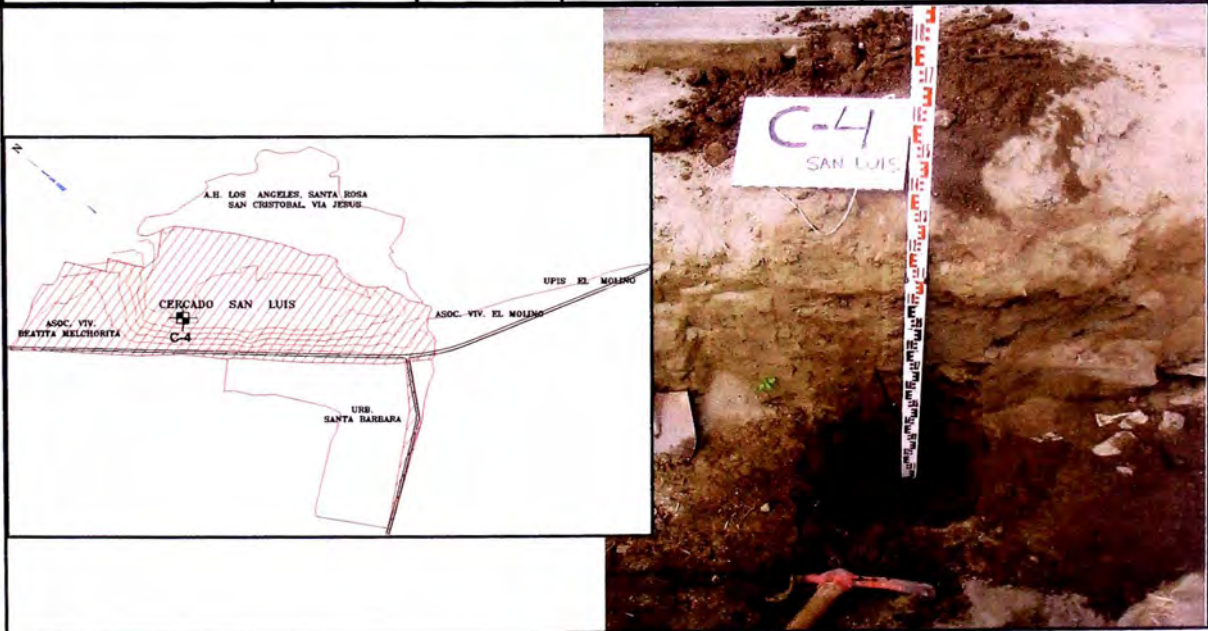 N
A.H. LOS ANGELES, SANTA ROSA
SAN CRISTOBAL, VIA JESUS
UPIS EL MOLINO
CERCADO SAN LUIS
ASOC. VIV. EL MOLINO
ASOC. VIV.
BEATITA MELCHORITA
C-4
URB.
SANTA BARBARA
C-4
SAN LUIS